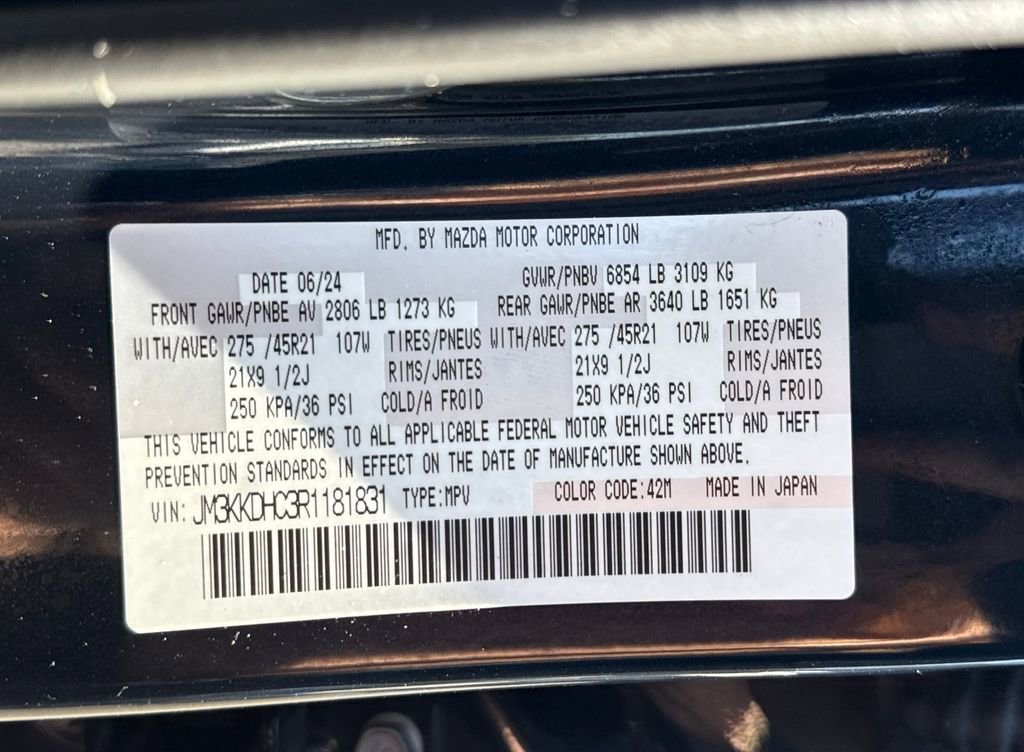 MFD. BY MAZDA MOTOR CORPORATION
DATE 06/24 GVWR/PNBV 6854 LB 3109 KG
FRONT GAWR/PNBE AV 2806 LB 1273 KG REAR GAWR/PNBE AR 3640 LB 1651 KG
WITH/AVEC 275 /45R21 107W TIRES/PNEUS WITH/AVEC 275 /45R21 107W TIRES/PNEUS
21X9 1/2J RIMS/JANTES 21X9 1/2J RIMS/JANTES
250 KPA/36 PSI COLD/A FROID 250 KPA/36 PSI COLD/A FROID
THIS VEHICLE CONFORMS TO ALL APPLICABLE FEDERAL MOTOR VEHICLE SAFETY AND THEFT
PREVENTION STANDARDS IN EFFECT ON THE DATE OF MANUFACTURE SHOWN ABOVE.
VIN: JM3KKDHC3R1181831 TYPE:MPV COLOR CODE:42M MADE IN JAPAN